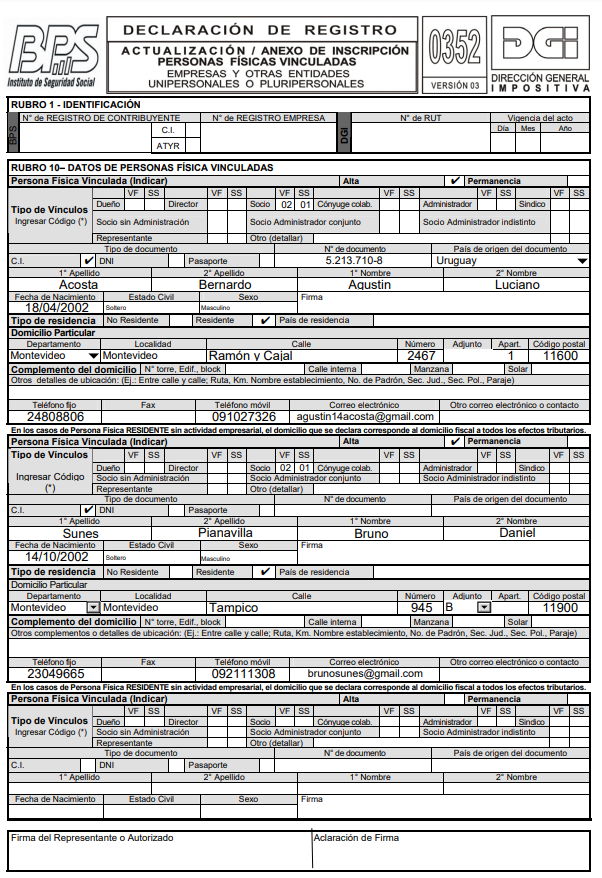 BPS
Instituto de Seguridad Social
DECLARACIÓN DE REGISTRO
ACTUALIZACIÓN / ANEXO DE INSCRIPCIÓN
PERSONAS FÍSICAS VINCULADAS
EMPRESAS Y OTRAS ENTIDADES
UNIPERSONALES O PLURIPERSONALES
0352
VERSIÓN 03
DGI
DIRECCIÓN GENERAL
IMPOSITIVA
RUBRO 1 - IDENTIFICACIÓN
BPS N° de REGISTRO DE CONTRIBUYENTE N° de REGISTRO EMPRESA DGI N° de RUT Vigencia del acto
C.I. Día Mes Año
ATYR
RUBRO 10– DATOS DE PERSONAS FÍSICA VINCULADAS
Persona Física Vinculada (Indicar) Alta ✔ Permanencia
Tipo de Vínculos VF SS VF SS VF SS VF SS VF SS VF SS
Dueño Director Socio 02 01 Cónyuge colab. Administrador Sindico
Ingresar Código (*) Socio sin Administración Socio Administrador conjunto Socio Administrador indistinto
Representante Otro (detallar)
Tipo de documento N° de documento País de origen del documento
C.I. ✔ DNI Pasaporte 5.213.710-8 Uruguay
1° Apellido 2° Apellido 1° Nombre 2° Nombre
Acosta Bernardo Agustin Luciano
Fecha de Nacimiento Estado Civil Sexo Firma
18/04/2002 Soltero Masculino
Tipo de residencia No Residente Residente ✔ País de residencia
Domicilio Particular
Departamento Localidad Calle Número Adjunto Apart. Código postal
Montevideo Montevideo Ramón y Cajal 2467 1 11600
Complemento del domicilio N° torre, Edif., block Calle interna Manzana Solar
Otros detalles de ubicación: (Ej.: Entre calle y calle; Ruta, Km. Nombre establecimiento, No. de Padrón, Sec. Jud., Sec. Pol., Paraje)
Teléfono fijo Fax Teléfono móvil Correo electrónico Otro correo electrónico o contacto
24808806 091027326 agustin14acosta@gmail.com
En los casos de Persona Física RESIDENTE sin actividad empresarial, el domicilio que se declara corresponde al domicilio fiscal a todos los efectos tributarios.
Persona Física Vinculada (Indicar) Alta ✔ Permanencia
Tipo de Vínculos VF SS VF SS VF SS VF SS VF SS VF SS
Dueño Director Socio 02 01 Cónyuge colab. Administrador Sindico
Ingresar Código Socio sin Administración Socio Administrador conjunto Socio Administrador indistinto
(*) Representante Otro (detallar)
Tipo de documento N° de documento País de origen del documento
C.I. ✔ DNI Pasaporte
1° Apellido 2° Apellido 1° Nombre 2° Nombre
Sunes Pianavilla Bruno Daniel
Fecha de Nacimiento Estado Civil Sexo Firma
14/10/2002 Soltero Masculino
Tipo de residencia No Residente Residente ✔ País de residencia
Domicilio Particular
Departamento Localidad Calle Número Adjunto Apart. Código postal
Montevideo Montevideo Tampico 945 B 11900
Complemento del domicilio N° torre, Edif., block Calle interna Manzana Solar
Otros complementos o detalles de ubicación: (Ej.: Entre calle y calle; Ruta, Km. Nombre establecimiento, No. de Padrón, Sec. Jud., Sec. Pol., Paraje)
Teléfono fijo Fax Teléfono móvil Correo electrónico Otro correo electrónico o contacto
23049665 092111308 brunosunes@gmail.com
En los casos de Persona Física RESIDENTE sin actividad empresarial, el domicilio que se declara corresponde al domicilio fiscal a todos los efectos tributarios.
Persona Física Vinculada (Indicar) Alta Permanencia
Tipo de Vínculos VF SS VF SS VF SS VF SS VF SS VF SS
Dueño Director Socio Cónyuge colab. Administrador Sindico
Ingresar Código (*) Socio sin Administración Socio Administrador conjunto Socio Administrador indistinto
Representante Otro (detallar)
Tipo de documento N° de documento País de origen del documento
C.I. DNI Pasaporte
1° Apellido 2° Apellido 1° Nombre 2° Nombre
Fecha de Nacimiento Estado Civil Sexo Firma
Firma del Representante o Autorizado Aclaración de Firma